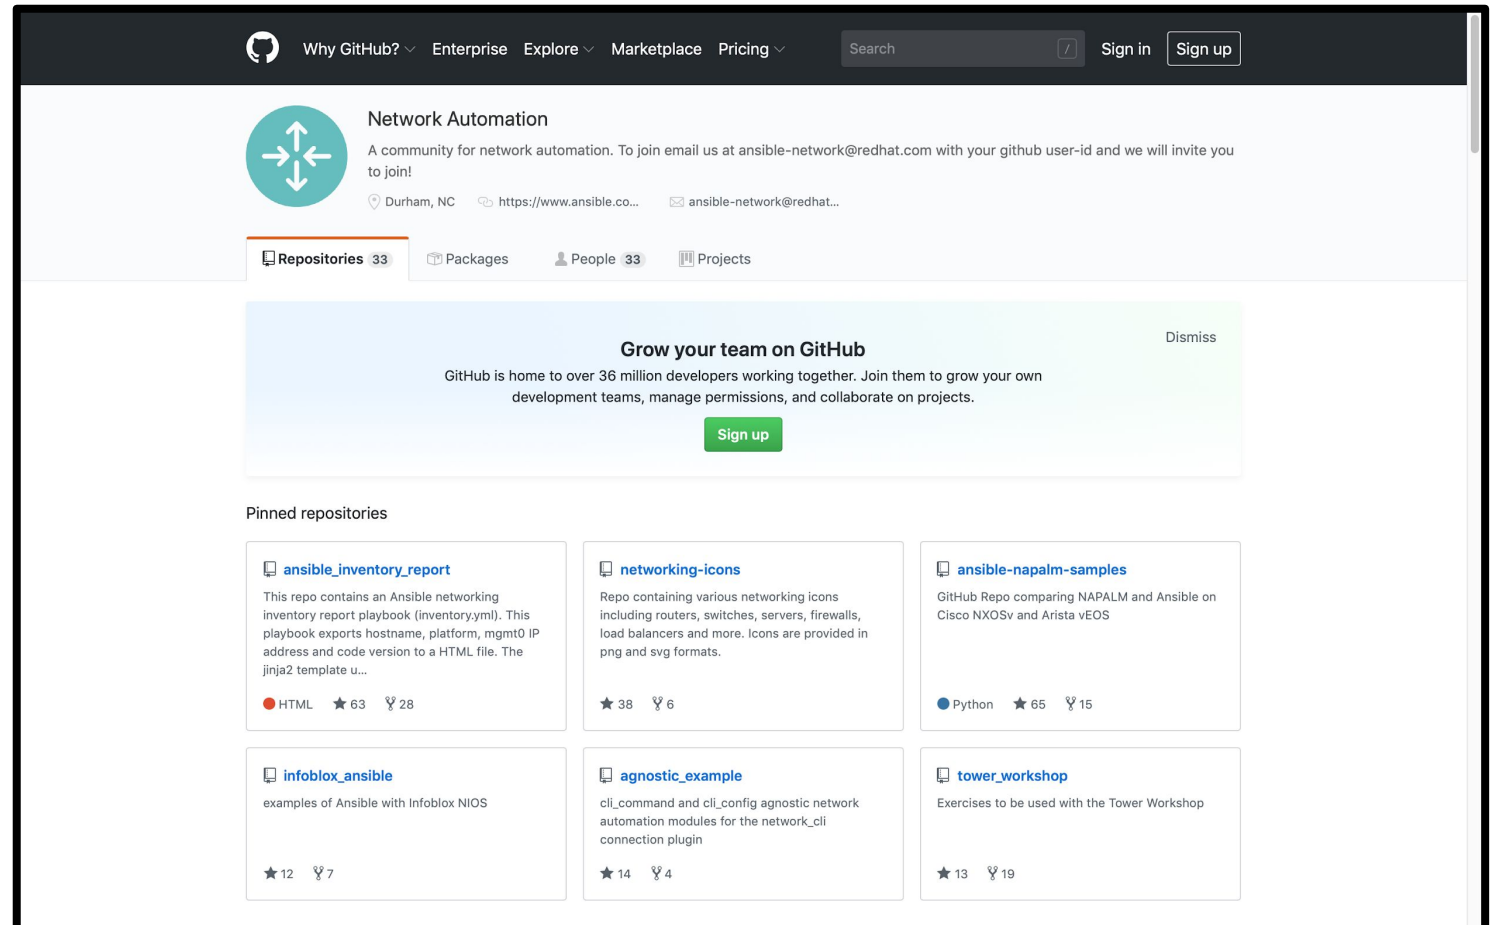 Why GitHub? Enterprise Explore Marketplace Pricing Search / Sign in Sign up
Network Automation
A community for network automation. To join email us at ansible-network@redhat.com with your github user-id and we will invite you
to join!
Durham, NC https://www.ansible.co... ansible-network@redhat...
Repositories 33 Packages People 33 Projects
Dismiss
Grow your team on GitHub
GitHub is home to over 36 million developers working together. Join them to grow your own
development teams, manage permissions, and collaborate on projects.
Sign up
Pinned repositories
ansible_inventory_report
This repo contains an Ansible networking
inventory report playbook (inventory.yml). This
playbook exports hostname, platform, mgmt0 IP
address and code version to a HTML file. The
jinja2 template u...
HTML 63 28
networking-icons
Repo containing various networking icons
including routers, switches, servers, firewalls,
load balancers and more. Icons are provided in
png and svg formats.
38 6
ansible-napalm-samples
GitHub Repo comparing NAPALM and Ansible on
Cisco NXOSv and Arista vEOS
Python 65 15
infoblox_ansible
examples of Ansible with Infoblox NIOS
12 7
agnostic_example
cli_command and cli_config agnostic network
automation modules for the network_cli
connection plugin
14 4
tower_workshop
Exercises to be used with the Tower Workshop
13 19